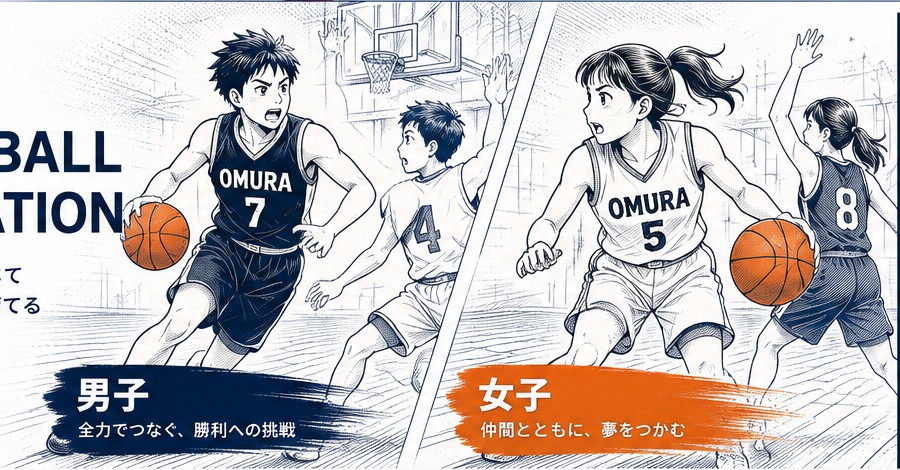 BALL
ATION
て
てる
OMURA
7
4
OMURA
5
8
男子
全力でつなぐ、勝利への挑戦
女子
仲間とともに、夢をつかむ